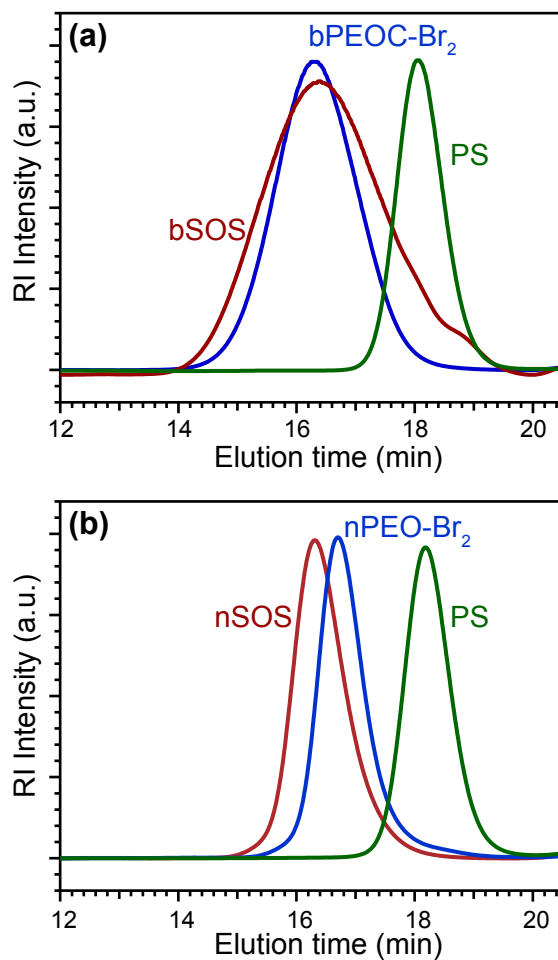 (a)
bPEOC-Br₂
PS
bSOS
RI Intensity (a.u.)
12 14 16 18 20
Elution time (min)
(b)
nPEO-Br₂
nSOS
PS
RI Intensity (a.u.)
12 14 16 18 20
Elution time (min)